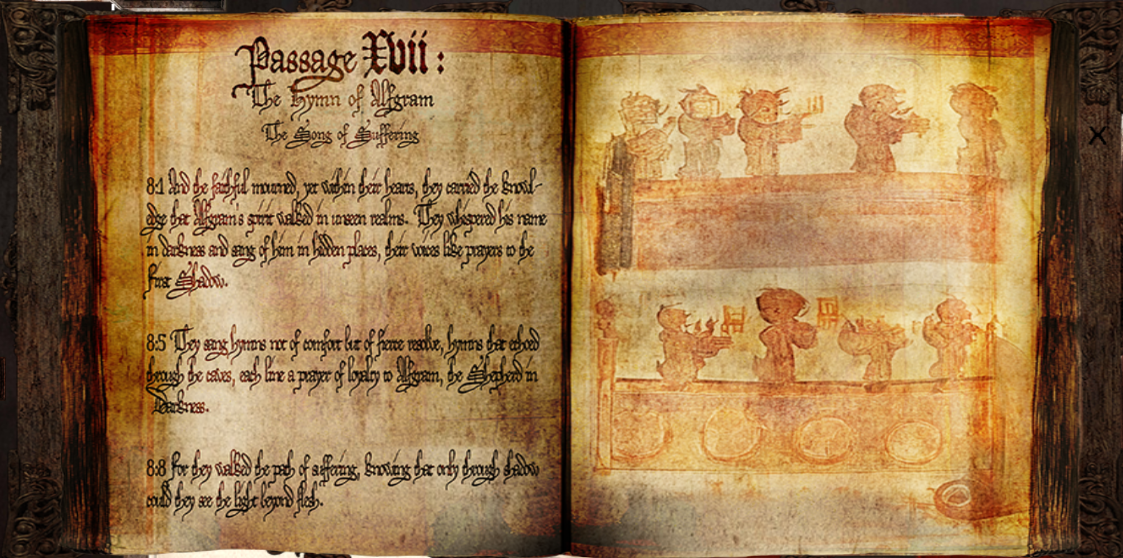 Passage XVII:
The Hymn of Alfgram
The Song of Suffering
8:1 And the faithful mourned, yet within their hearts, they carried the knowl-
edge that Alfgram's spirit walked in unseen realms. They whispered his name
in darkness and sang of him in hidden places, their voices like prayers to the
First Shadow.
8:5 They sang hymns not of comfort but of fierce resolve, hymns that echoed
through the caves, each line a prayer of loyalty to Alfgram, the Shepherd in
Darkness.
8:8 For they walked the path of suffering, knowing that only through shadow
could they see the light beyond flesh.